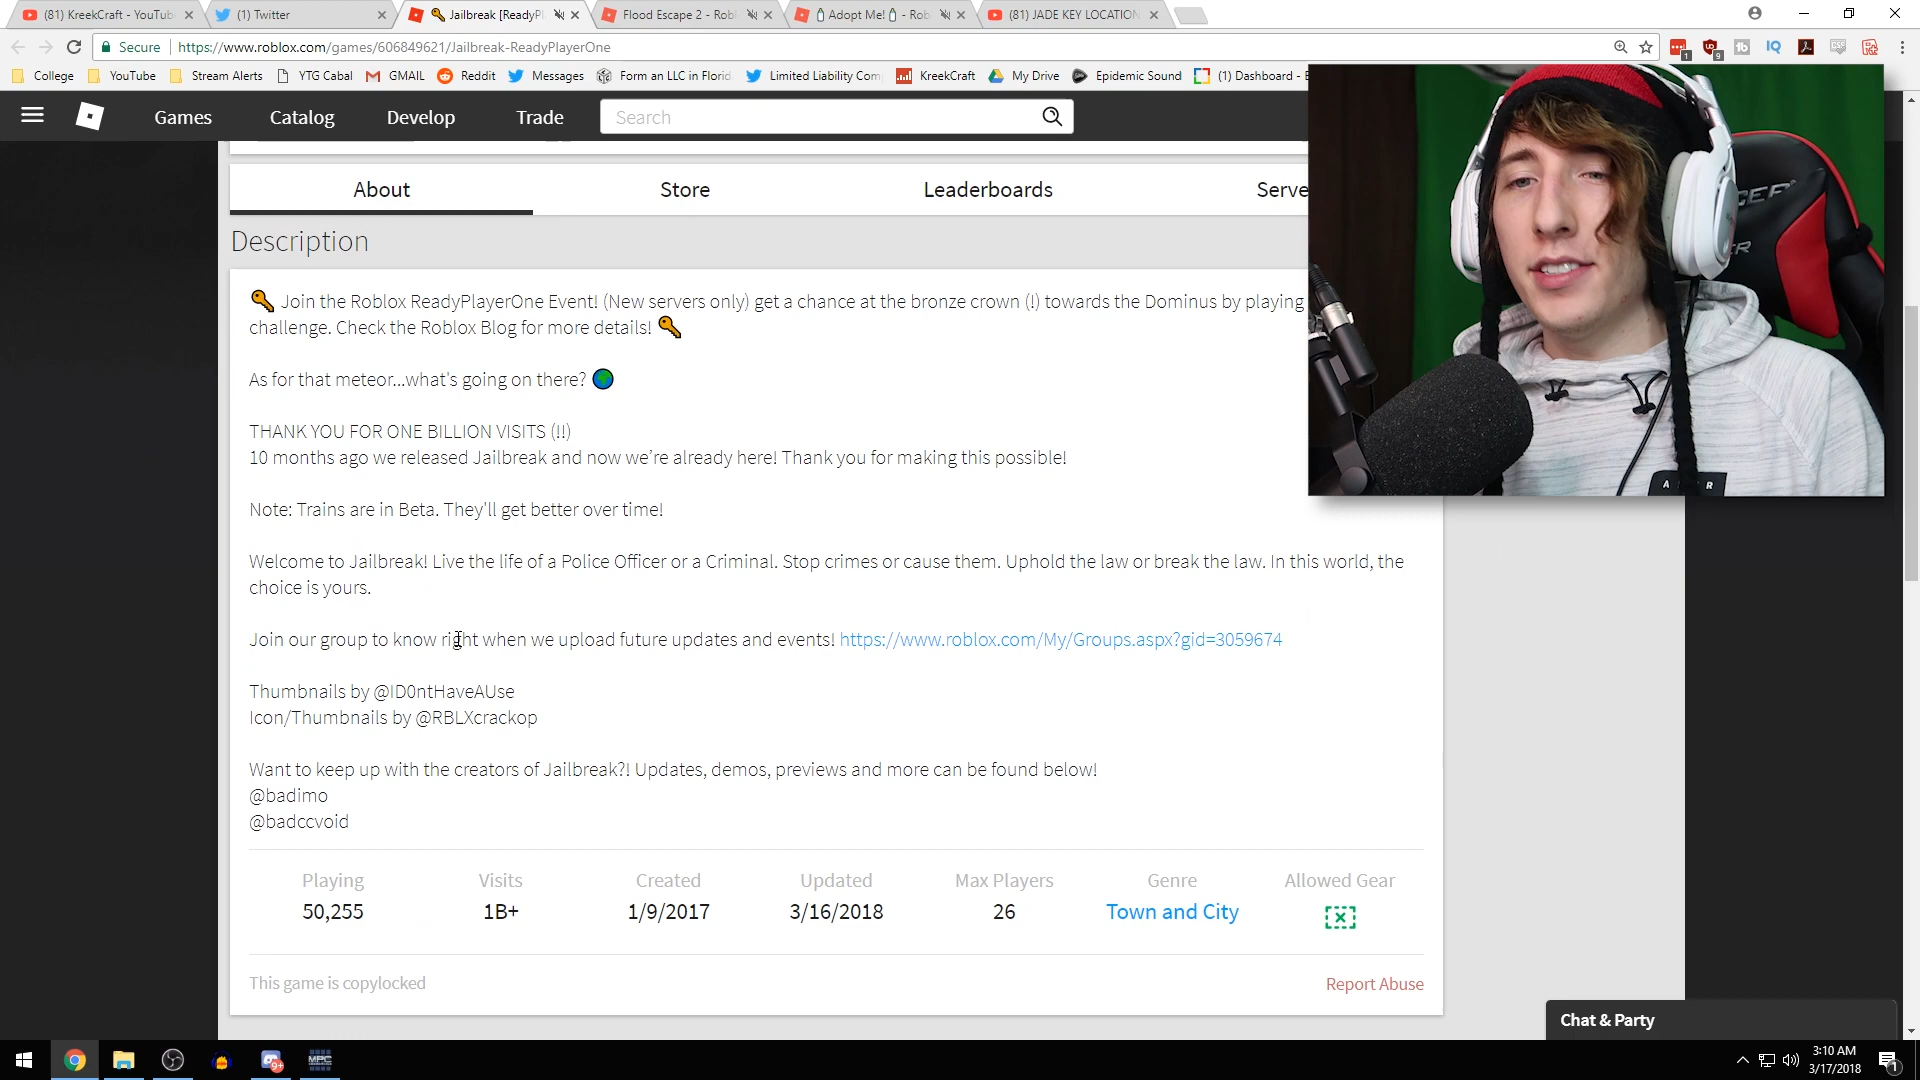 (81) KreekCraft - YouTub
(1) Twitter
Jailbreak [ReadyPl
Flood Escape 2 - Robl
Adopt Me! - Rob
(81) JADE KEY LOCATION
Secure
https://www.roblox.com/games/606849621/Jailbreak-ReadyPlayerOne
College
YouTube
Stream Alerts
YTG Cabal
GMAIL
Reddit
Messages
Form an LLC in Florid
Limited Liability Com
KreekCraft
My Drive
Epidemic Sound
(1) Dashboard - E
Games
Catalog
Develop
Trade
Search
About
Store
Leaderboards
Serve
Description
Join the Roblox ReadyPlayerOne Event! (New servers only) get a chance at the bronze crown (!) towards the Dominus by playing
challenge. Check the Roblox Blog for more details!
As for that meteor...what's going on there?
THANK YOU FOR ONE BILLION VISITS (!!)
10 months ago we released Jailbreak and now we're already here! Thank you for making this possible!
Note: Trains are in Beta. They'll get better over time!
Welcome to Jailbreak! Live the life of a Police Officer or a Criminal. Stop crimes or cause them. Uphold the law or break the law. In this world, the
choice is yours.
Join our group to know right when we upload future updates and events! https://www.roblox.com/My/Groups.aspx?gid=3059674
Thumbnails by @ID0ntHaveAUse
Icon/Thumbnails by @RBLXcrackop
Want to keep up with the creators of Jailbreak?! Updates, demos, previews and more can be found below!
@badimo
@badccvoid
Playing
Visits
Created
Updated
Max Players
Genre
Allowed Gear
50,255
1B+
1/9/2017
3/16/2018
26
Town and City
This game is copylocked
Report Abuse
Chat & Party
3:10 AM
3/17/2018